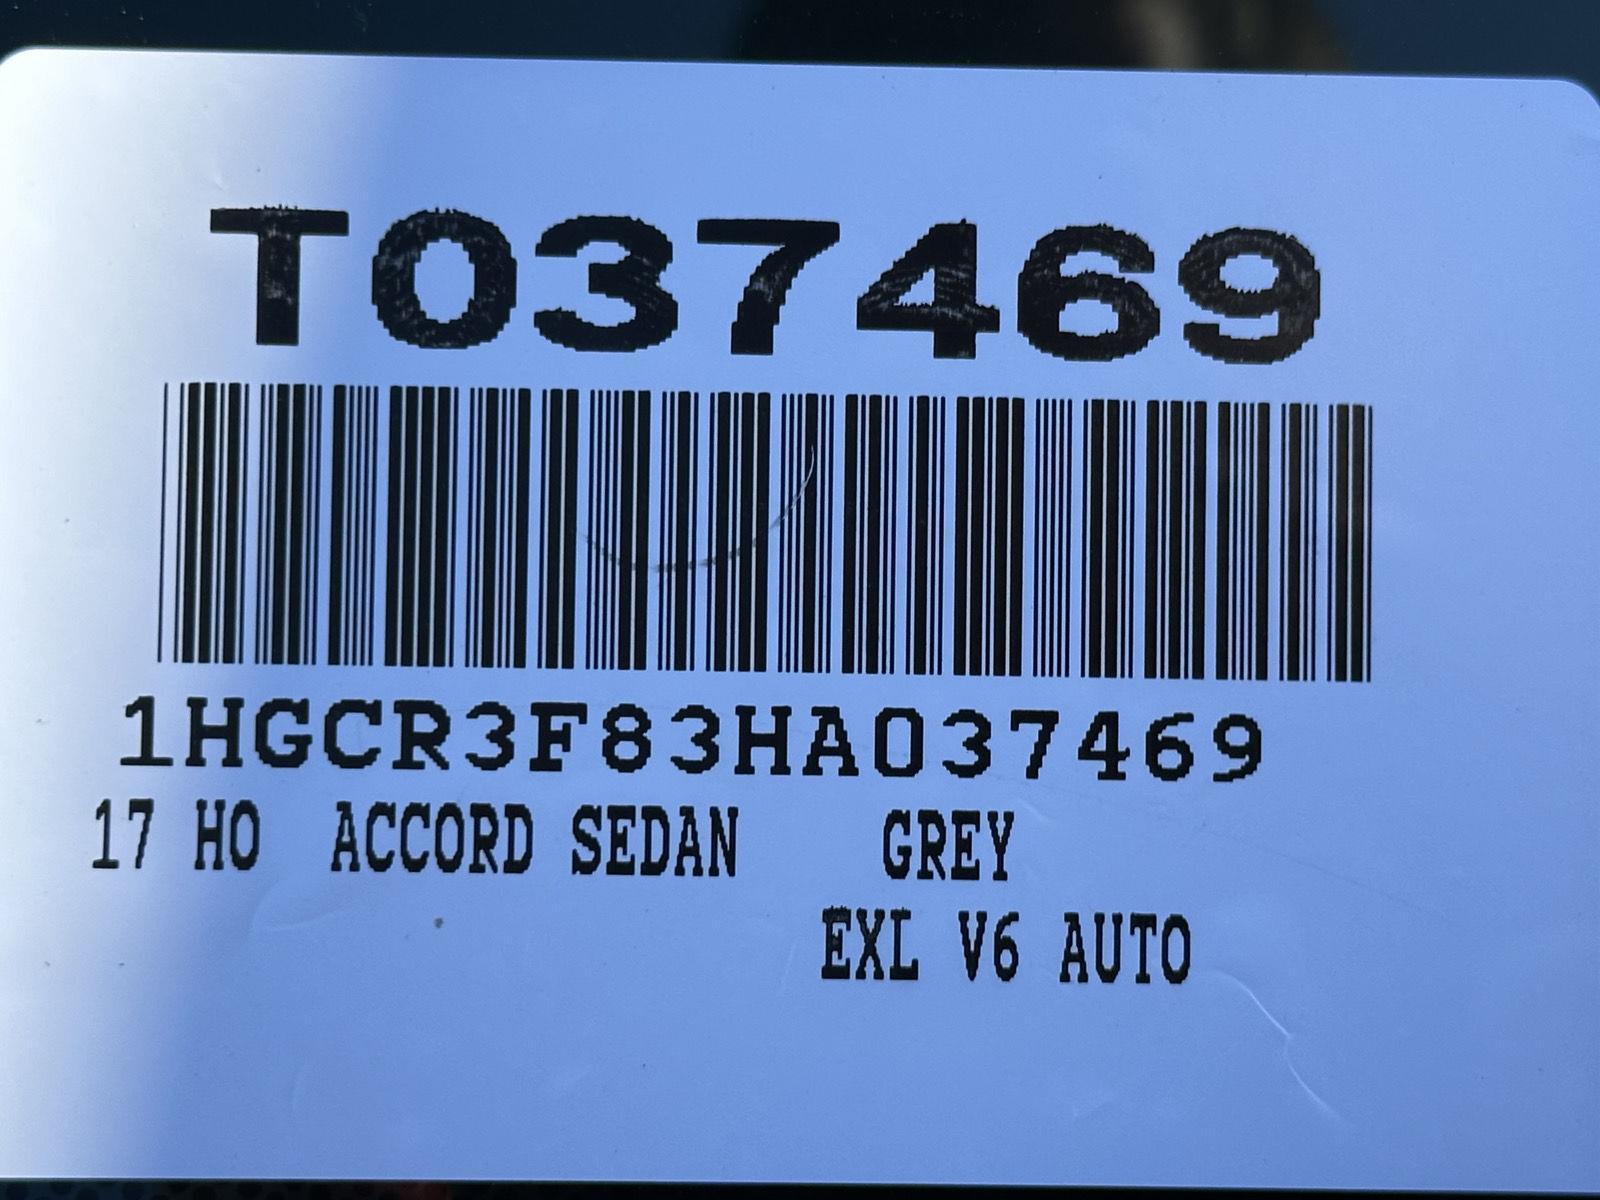 T037469
1HGCR3F83HA037469
17 HO ACCORD SEDAN GREY
EXL V6 AUTO